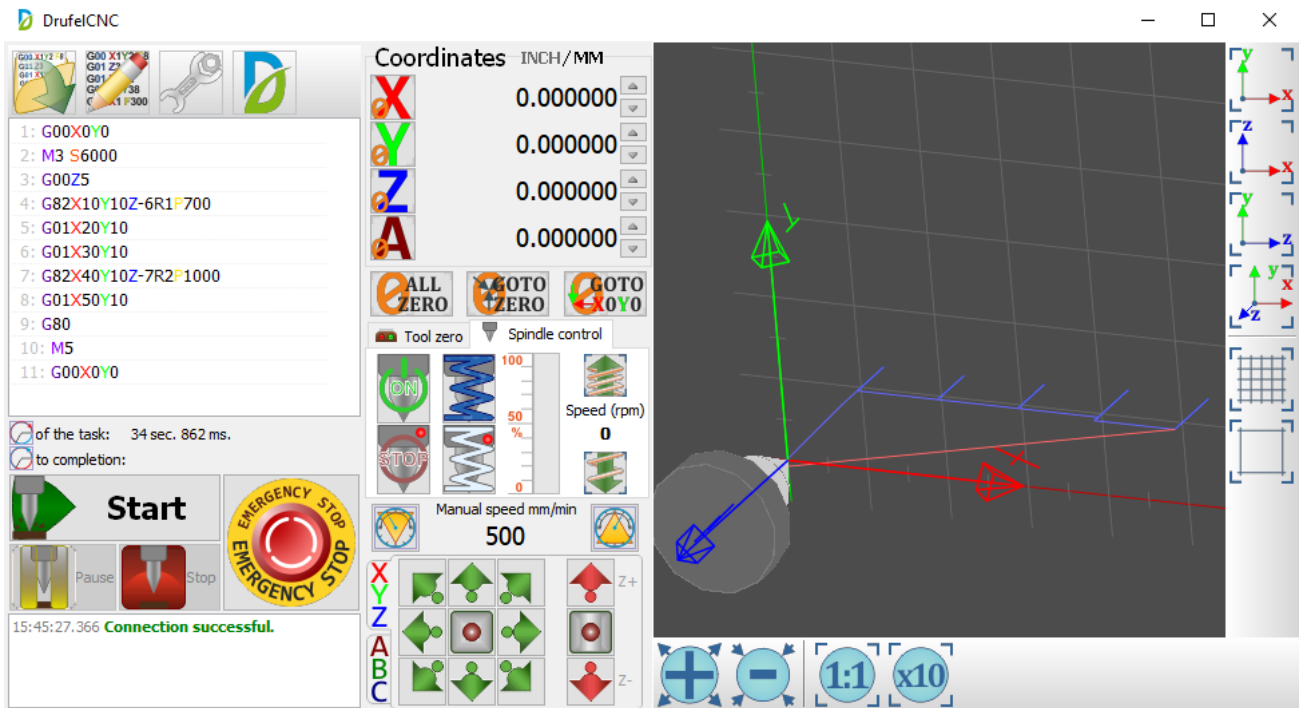 DrufelCNC
Coordinates INCH/MM
X 0.000000
Y 0.000000
Z 0.000000
A 0.000000
1: G00X0Y0
2: M3 S6000
3: G00Z5
4: G82X10Y10Z-6R1P700
5: G01X20Y10
6: G01X30Y10
7: G82X40Y10Z-7R2P1000
8: G01X50Y10
9: G80
10: M5
11: G00X0Y0
0 ALL ZERO
0 GOTO ZERO
0 GOTO X0Y0
Tool zero
Spindle control
ON
STOP
100
50
%
0
Speed (rpm)
0
of the task: 34 sec. 862 ms.
to completion:
Start
Pause
Stop
EMERGENCY STOP
EMERGENCY STOP
Manual speed mm/min
500
X
Y
Z
A
B
C
Z+
Z-
15:45:27.366 Connection successful.
Y
X
y
x
z
x
y
z
y
x
z
1:1
x10